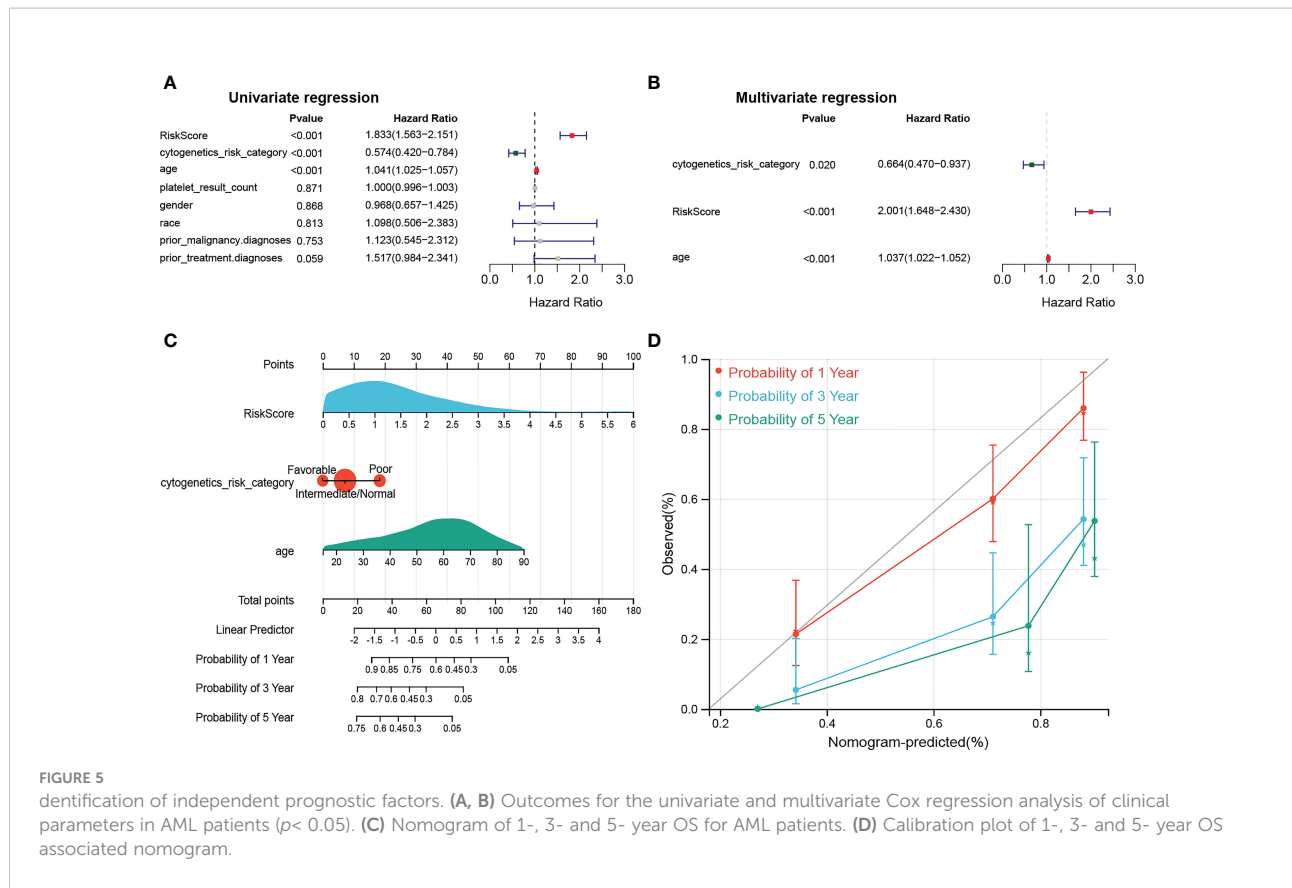 A
Univariate regression
Pvalue Hazard Ratio
RiskScore <0.001 1.833(1.563−2.151)
cytogenetics_risk_category <0.001 0.574(0.420−0.784)
age <0.001 1.041(1.025−1.057)
platelet_result_count 0.871 1.000(0.996−1.003)
gender 0.868 0.968(0.657−1.425)
race 0.813 1.098(0.506−2.383)
prior_malignancy.diagnoses 0.753 1.123(0.545−2.312)
prior_treatment.diagnoses 0.059 1.517(0.984−2.341)
0.0 1.0 2.0 3.0
Hazard Ratio
B
Multivariate regression
Pvalue Hazard Ratio
cytogenetics_risk_category 0.020 0.664(0.470−0.937)
RiskScore <0.001 2.001(1.648−2.430)
age <0.001 1.037(1.022−1.052)
0.0 1.0 2.0 3.0
Hazard Ratio
C
Points 0 10 20 30 40 50 60 70 80 90 100
RiskScore
0 0.5 1 1.5 2 2.5 3 3.5 4 4.5 5 5.5 6
Favorable Poor
cytogenetics_risk_category
Intermediate/Normal
age
20 30 40 50 60 70 80 90
Total points
0 20 40 60 80 100 120 140 160 180
Linear Predictor
-2 -1.5 -1 -0.5 0 0.5 1 1.5 2 2.5 3 3.5 4
Probability of 1 Year
0.9 0.85 0.75 0.6 0.45 0.3 0.05
Probability of 3 Year
0.8 0.7 0.6 0.45 0.3 0.05
Probability of 5 Year
0.75 0.6 0.45 0.3 0.05
D
Probability of 1 Year
Probability of 3 Year
Probability of 5 Year
1.0
0.8
0.6
0.4
0.2
0.0
Observed(%)
0.2 0.4 0.6 0.8
Nomogram-predicted(%)
FIGURE 5
dentification of independent prognostic factors. (A, B) Outcomes for the univariate and multivariate Cox regression analysis of clinical
parameters in AML patients (p< 0.05). (C) Nomogram of 1-, 3- and 5- year OS for AML patients. (D) Calibration plot of 1-, 3- and 5- year OS
associated nomogram.